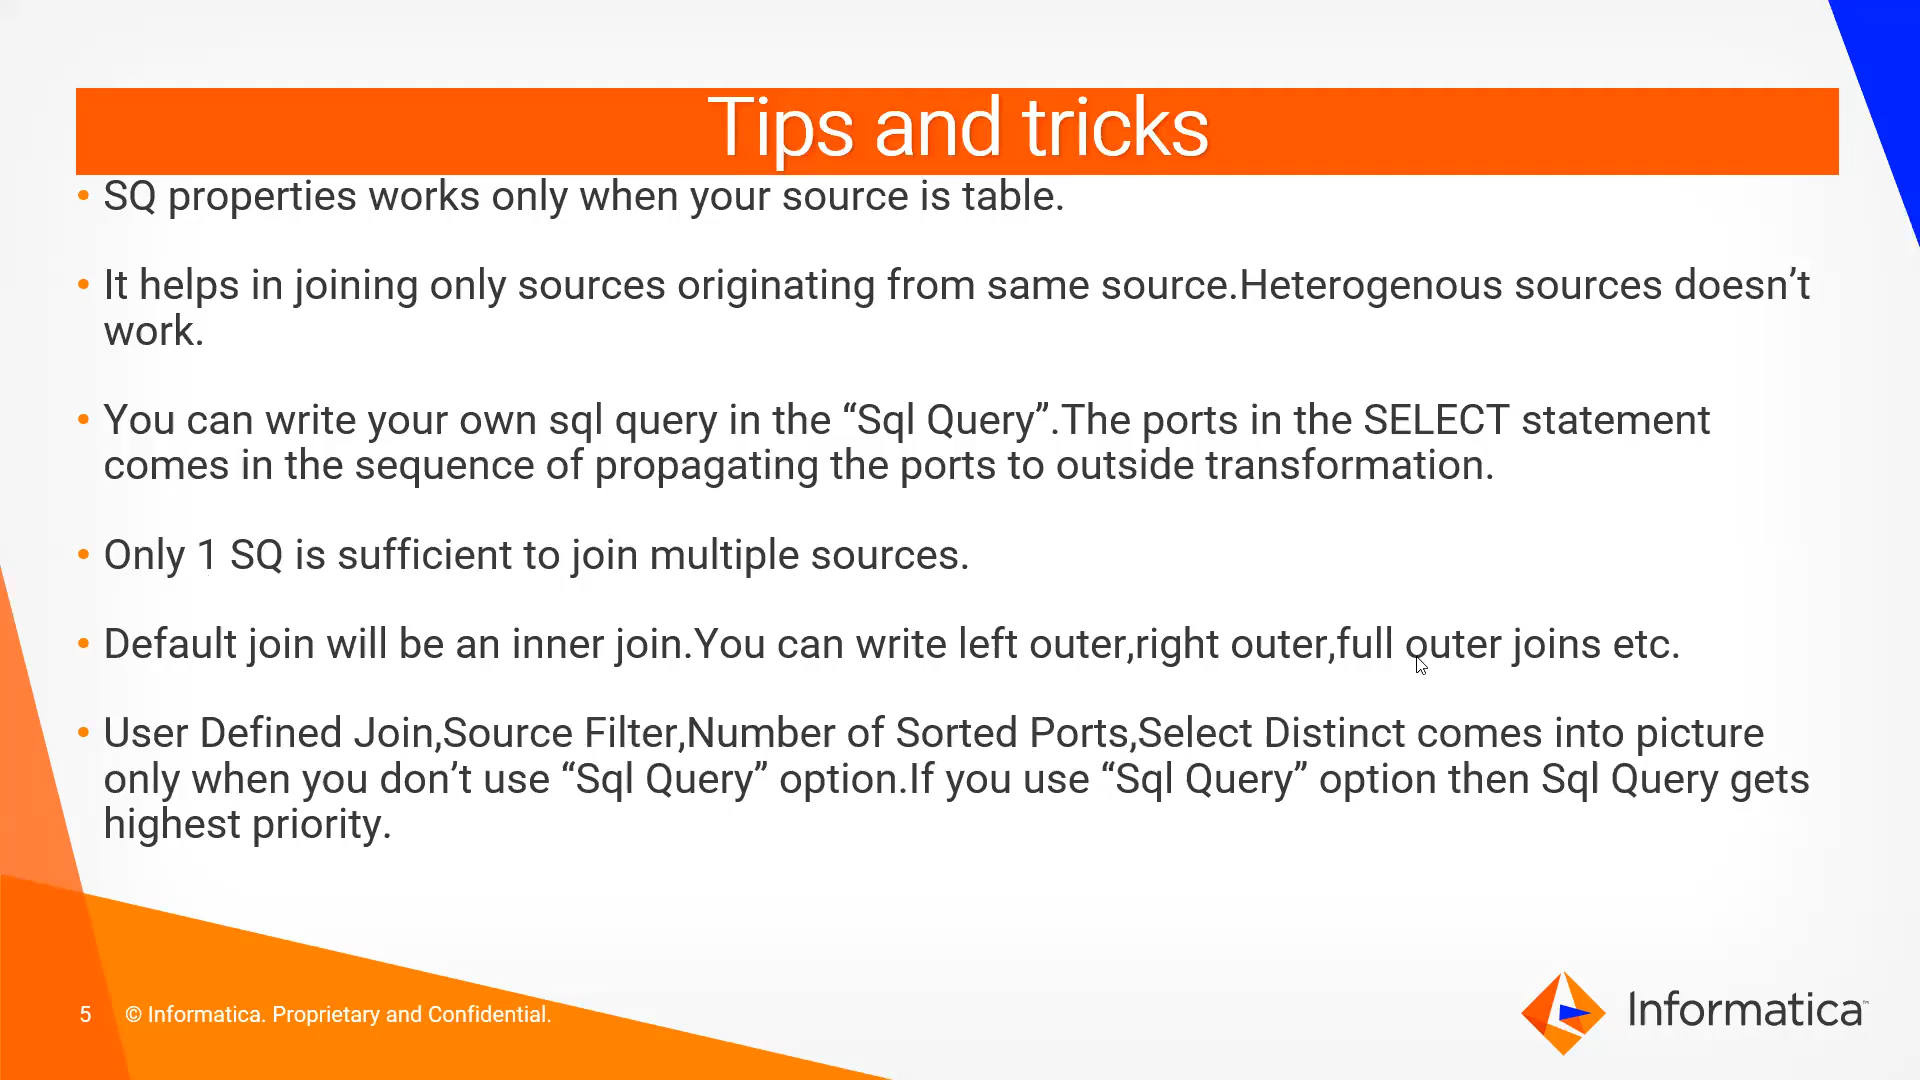 Tips and tricks
• SQ properties works only when your source is table.
• It helps in joining only sources originating from same source.Heterogenous sources doesn’t
work.
• You can write your own sql query in the “Sql Query”.The ports in the SELECT statement
comes in the sequence of propagating the ports to outside transformation.
• Only 1 SQ is sufficient to join multiple sources.
• Default join will be an inner join.You can write left outer,right outer,full outer joins etc.
• User Defined Join,Source Filter,Number of Sorted Ports,Select Distinct comes into picture
only when you don’t use “Sql Query” option.If you use “Sql Query” option then Sql Query gets
highest priority.
5 © Informatica. Proprietary and Confidential.
Informatica™